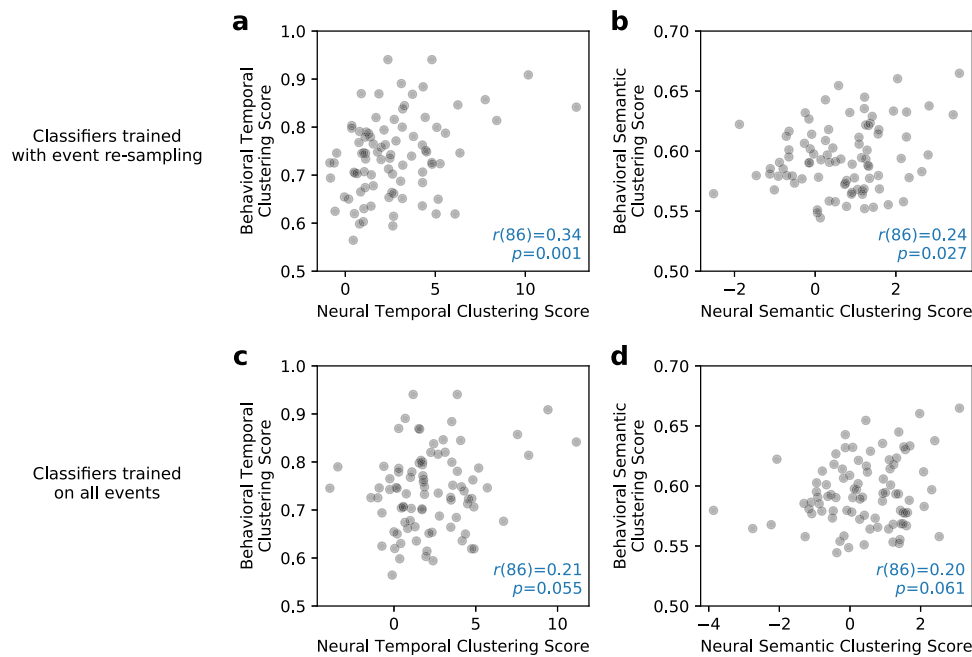 a
b
Classifiers trained
with event re-sampling
Behavioral Temporal
Clustering Score
1.0
0.9
0.8
0.7
0.6
0.5
r(86)=0.34
p=0.001
0
5
10
Neural Temporal Clustering Score
Behavioral Semantic
Clustering Score
0.70
0.65
0.60
0.55
0.50
r(86)=0.24
p=0.027
−2
0
2
Neural Semantic Clustering Score
c
d
Classifiers trained
on all events
Behavioral Temporal
Clustering Score
1.0
0.9
0.8
0.7
0.6
0.5
r(86)=0.21
p=0.055
0
5
10
Neural Temporal Clustering Score
Behavioral Semantic
Clustering Score
0.70
0.65
0.60
0.55
0.50
r(86)=0.20
p=0.061
−4
−2
0
2
Neural Semantic Clustering Score